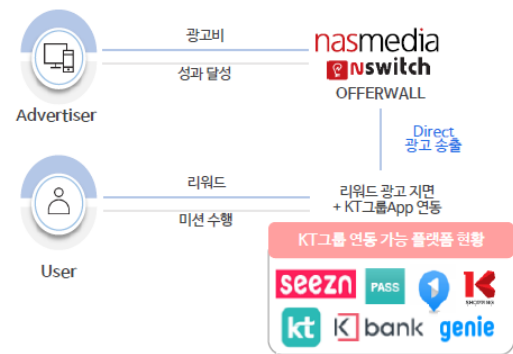 광고비
nasmedia
성과 달성
nswitch
OFFERWALL
Advertiser
Direct
광고 송출
리워드
리워드 광고 지면
+ KT그룹App 연동
미션 수행
User
KT그룹 연동 가능 플랫폼 현황
seezn
PASS
1
K
kt
K bank
genie